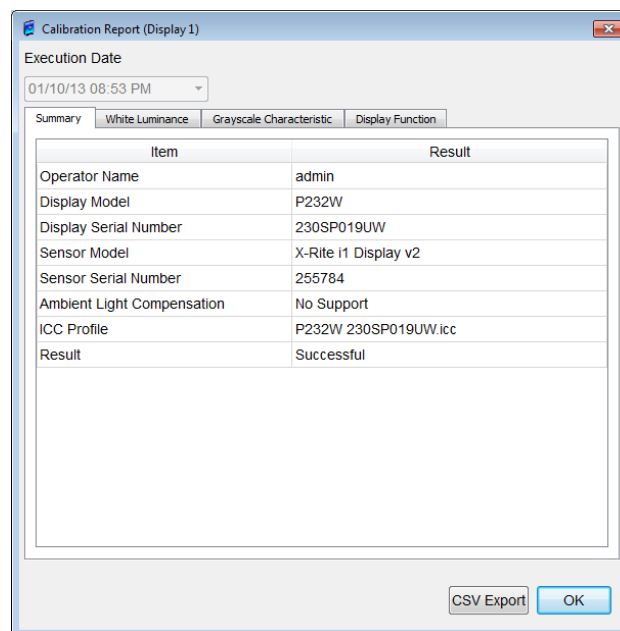 Calibration Report (Display 1)
Execution Date
01/10/13 08:53 PM
Summary White Luminance Grayscale Characteristic Display Function
Item Result
Operator Name admin
Display Model P232W
Display Serial Number 230SP019UW
Sensor Model X-Rite i1 Display v2
Sensor Serial Number 255784
Ambient Light Compensation No Support
ICC Profile P232W 230SP019UW.icc
Result Successful
CSV Export OK